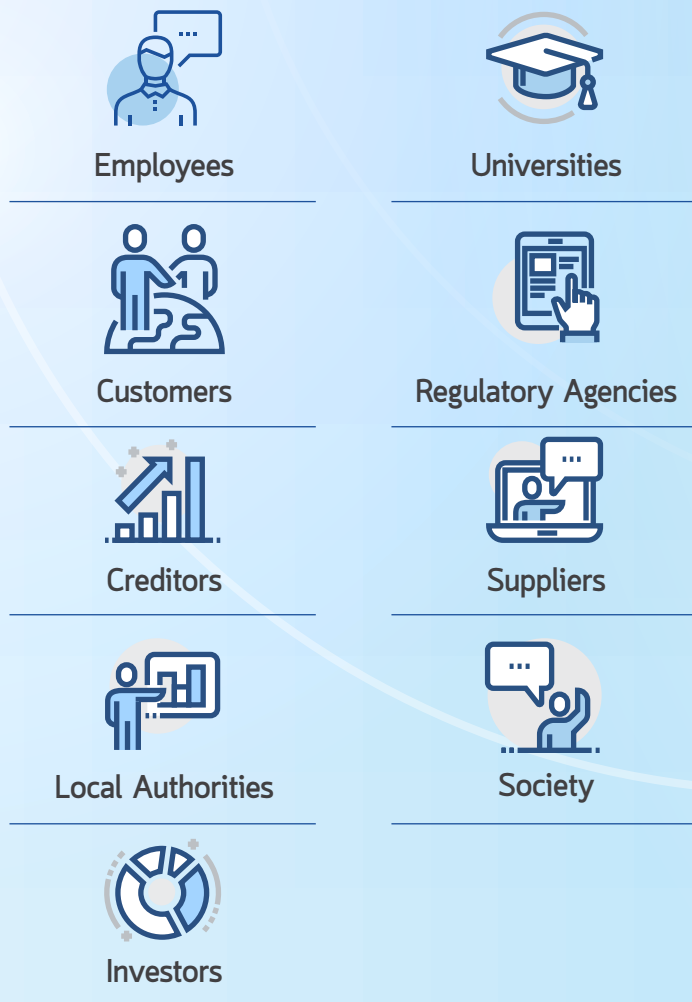 Employees
Universities
Customers
Regulatory Agencies
Creditors
Suppliers
Local Authorities
Society
Investors